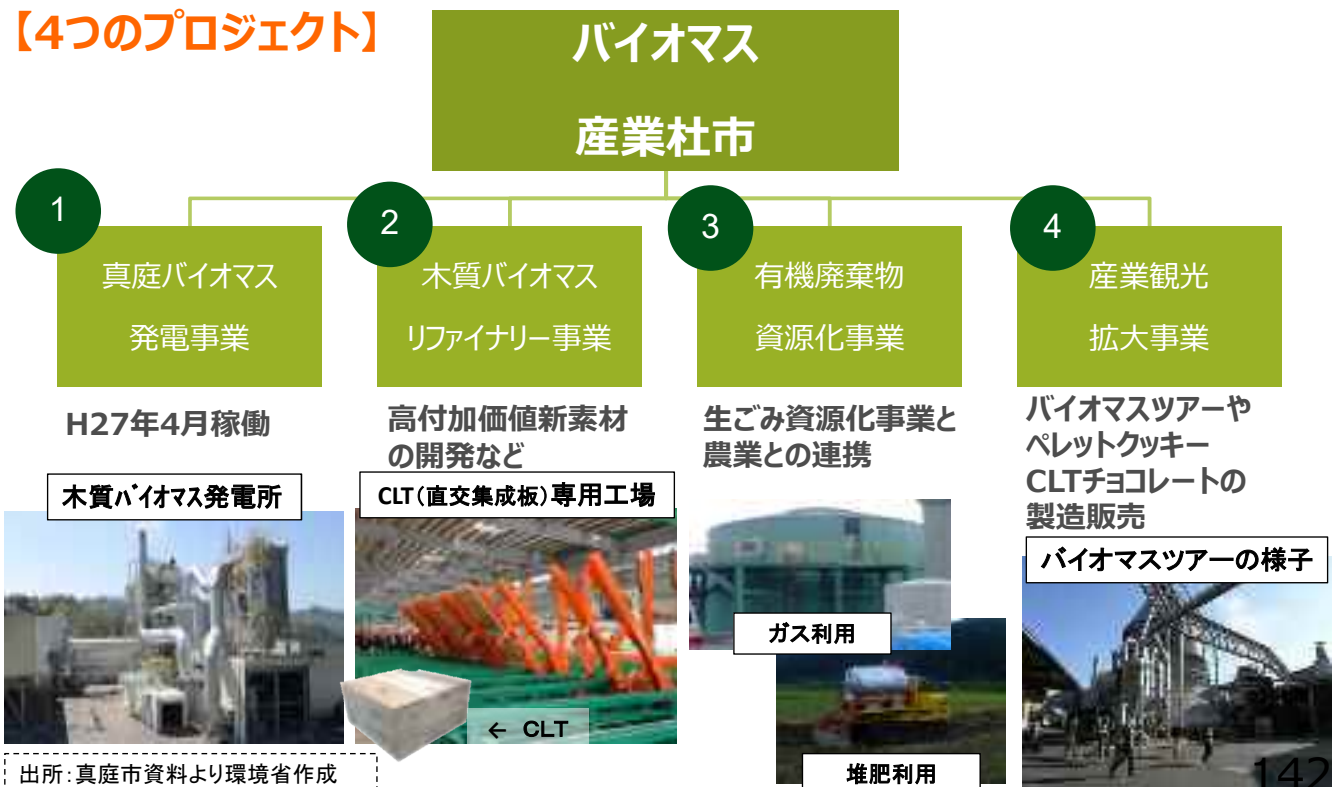 【4つのプロジェクト】
バイオマス
産業杜市
1
真庭バイオマス
発電事業
2
木質バイオマス
リファイナリー事業
3
有機廃棄物
資源化事業
4
産業観光
拡大事業
H27年4月稼働
木質バイオマス発電所
高付加価値新素材
の開発など
CLT(直交集成板)専用工場
← CLT
生ごみ資源化事業と
農業との連携
ガス利用
堆肥利用
バイオマスツアーや
ペレットクッキー
CLTチョコレートの
製造販売
バイオマスツアーの様子
出所:真庭市資料より環境省作成
142